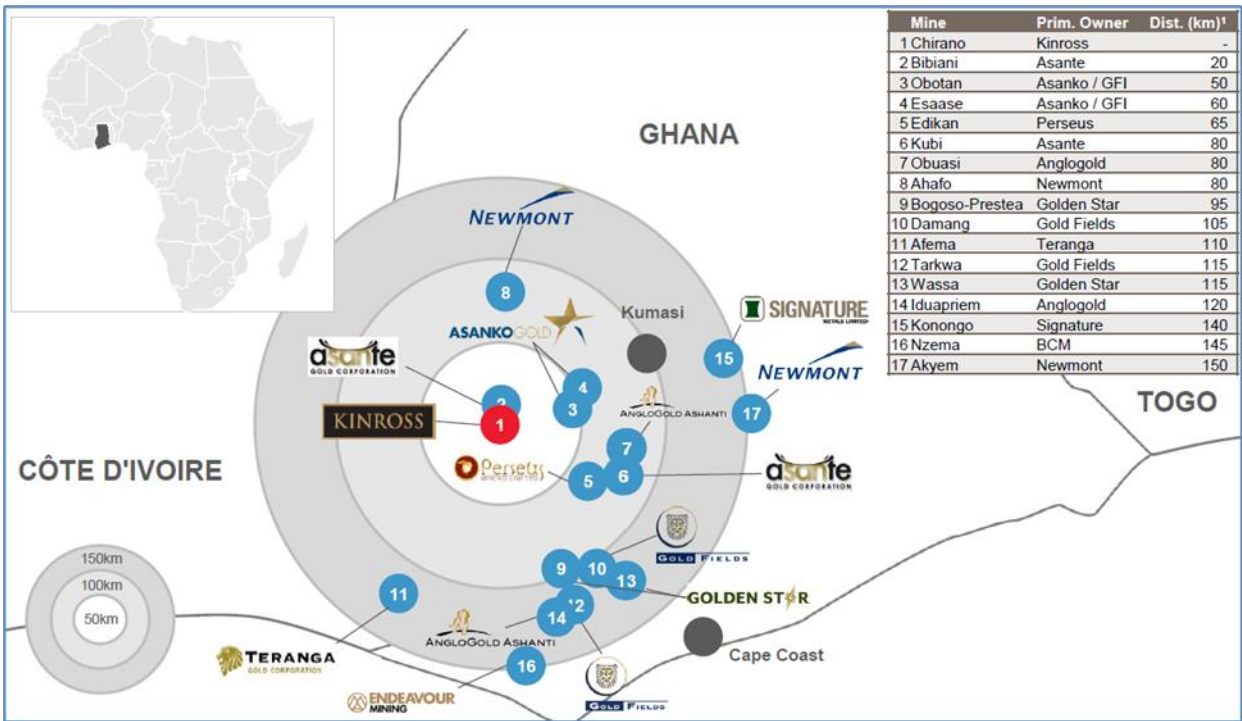 Mine Prim. Owner Dist. (km)¹
1 Chirano Kinross -
2 Bibiani Asante 20
3 Obotan Asanko / GFI 50
4 Esaase Asanko / GFI 60
5 Edikan Perseus 65
6 Kubi Asante 80
7 Obuasi Anglogold 80
8 Ahafo Newmont 80
9 Bogoso-Prestea Golden Star 95
10 Damang Gold Fields 105
11 Afema Teranga 110
12 Tarkwa Gold Fields 115
13 Wassa Golden Star 115
14 Iduapriem Anglogold 120
15 Konongo Signature 140
16 Nzema BCM 145
17 Akyem Newmont 150
GHANA
NEWMONT
8
ASANKO GOLD
Kumasi
SIGNATURE
METALS LIMITED
15
NEWMONT
17
asante
GOLD CORPORATION
4
3
2
KINROSS
1
ANGLOGOLD ASHANTI
7
TOGO
CÔTE D'IVOIRE
Perseus
MINING LIMITED
5
6
asante
GOLD CORPORATION
GOLD FIELDS
9
10
13
150km
100km
50km
11
12
14
GOLDEN STAR
ANGLOGOLD ASHANTI
Cape Coast
TERANGA
GOLD CORPORATION
16
ENDEAVOUR
MINING
GOLD FIELDS